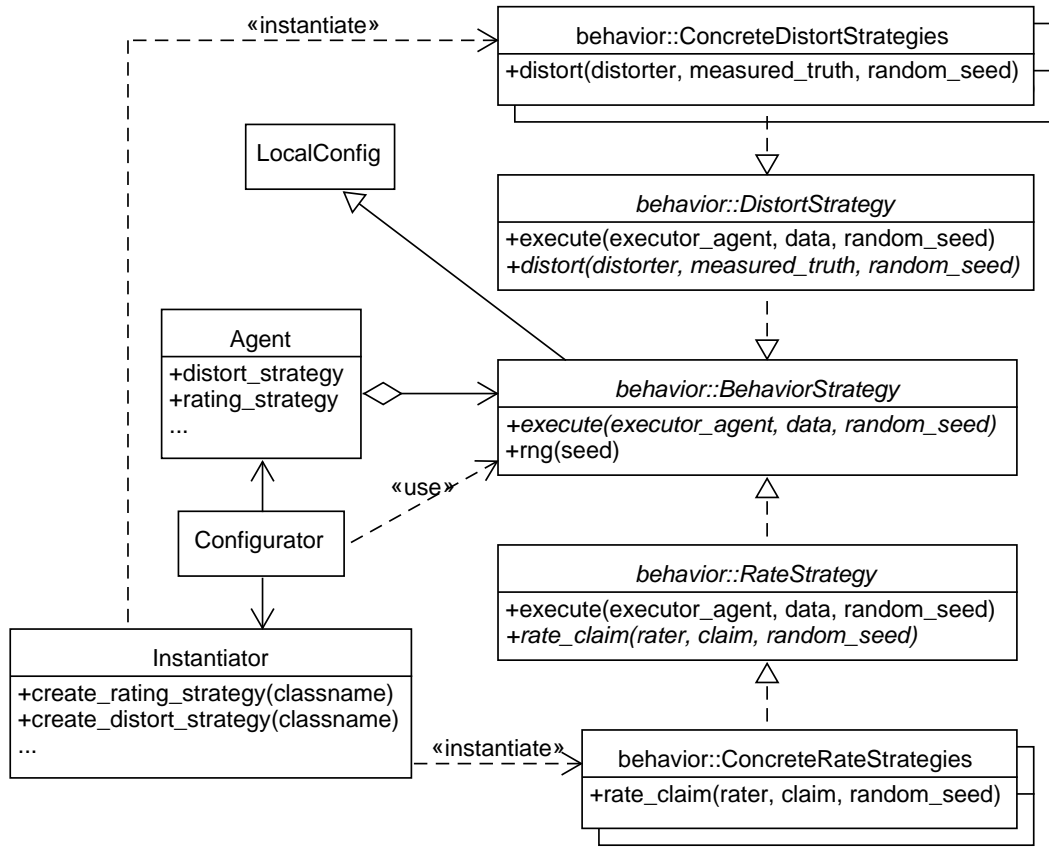 «instantiate»
behavior::ConcreteDistortStrategies
+distort(distorter, measured_truth, random_seed)
LocalConfig
behavior::DistortStrategy
+execute(executor_agent, data, random_seed)
+distort(distorter, measured_truth, random_seed)
Agent
+distort_strategy
+rating_strategy
...
behavior::BehaviorStrategy
+execute(executor_agent, data, random_seed)
+rng(seed)
«use»
Configurator
behavior::RateStrategy
+execute(executor_agent, data, random_seed)
+rate_claim(rater, claim, random_seed)
Instantiator
+create_rating_strategy(classname)
+create_distort_strategy(classname)
...
«instantiate»
behavior::ConcreteRateStrategies
+rate_claim(rater, claim, random_seed)